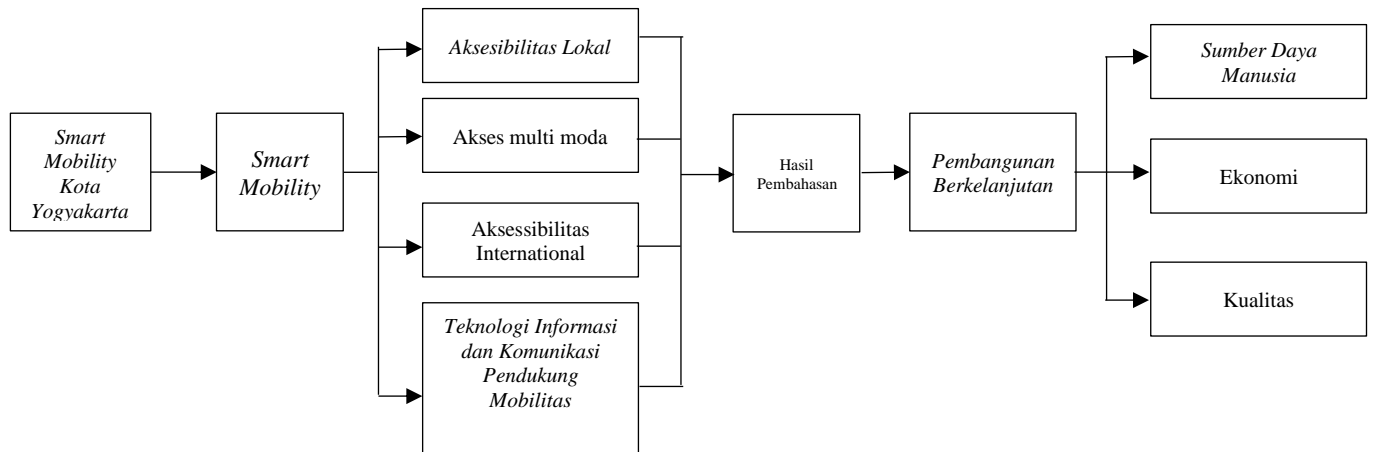 Smart
Mobility
Kota
Yogyakarta
Smart
Mobility
Aksesibilitas Lokal
Akses multi moda
Aksessibilitas
International
Teknologi Informasi
dan Komunikasi
Pendukung
Mobilitas
Hasil
Pembahasan
Pembangunan
Berkelanjutan
Sumber Daya
Manusia
Ekonomi
Kualitas